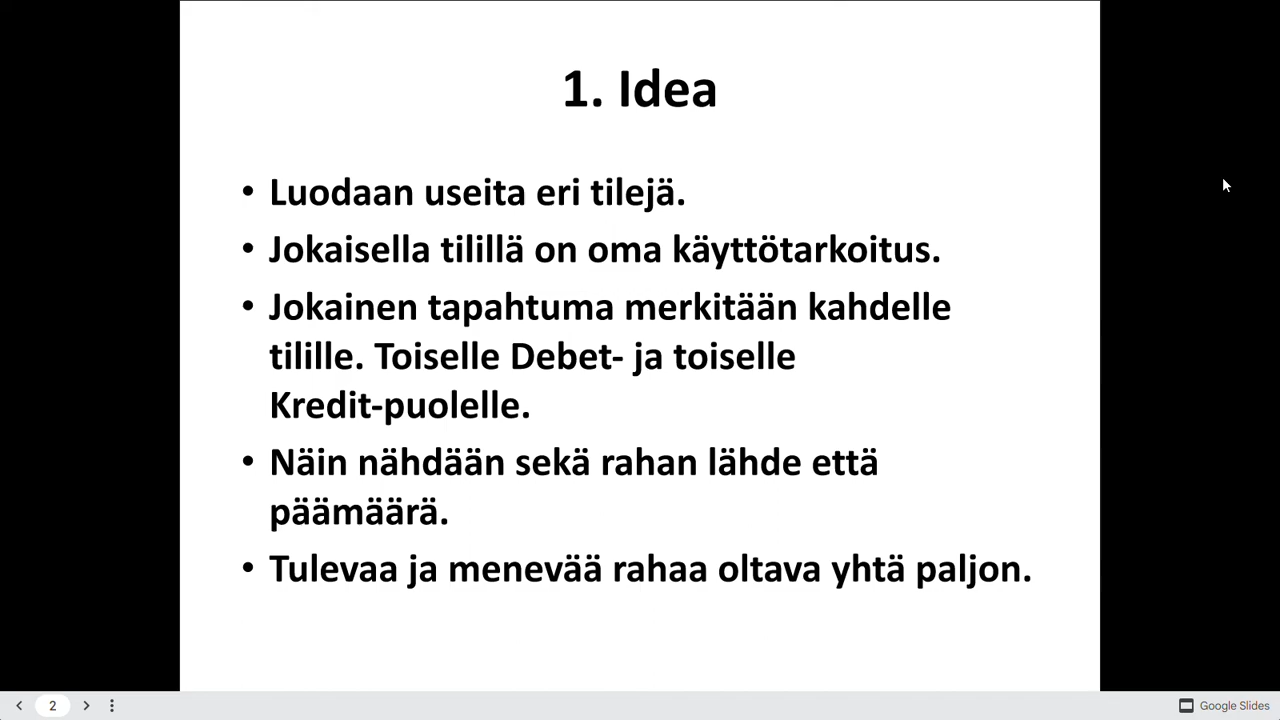 1. Idea
• Luodaan useita eri tilejä.
• Jokaisella tilillä on oma käyttötarkoitus.
• Jokainen tapahtuma merkitään kahdelle
tilille. Toiselle Debet- ja toiselle
Kredit-puolelle.
• Näin nähdään sekä rahan lähde että
päämäärä.
• Tulevaa ja menevää rahaa oltava yhtä paljon.
2
Google Slides